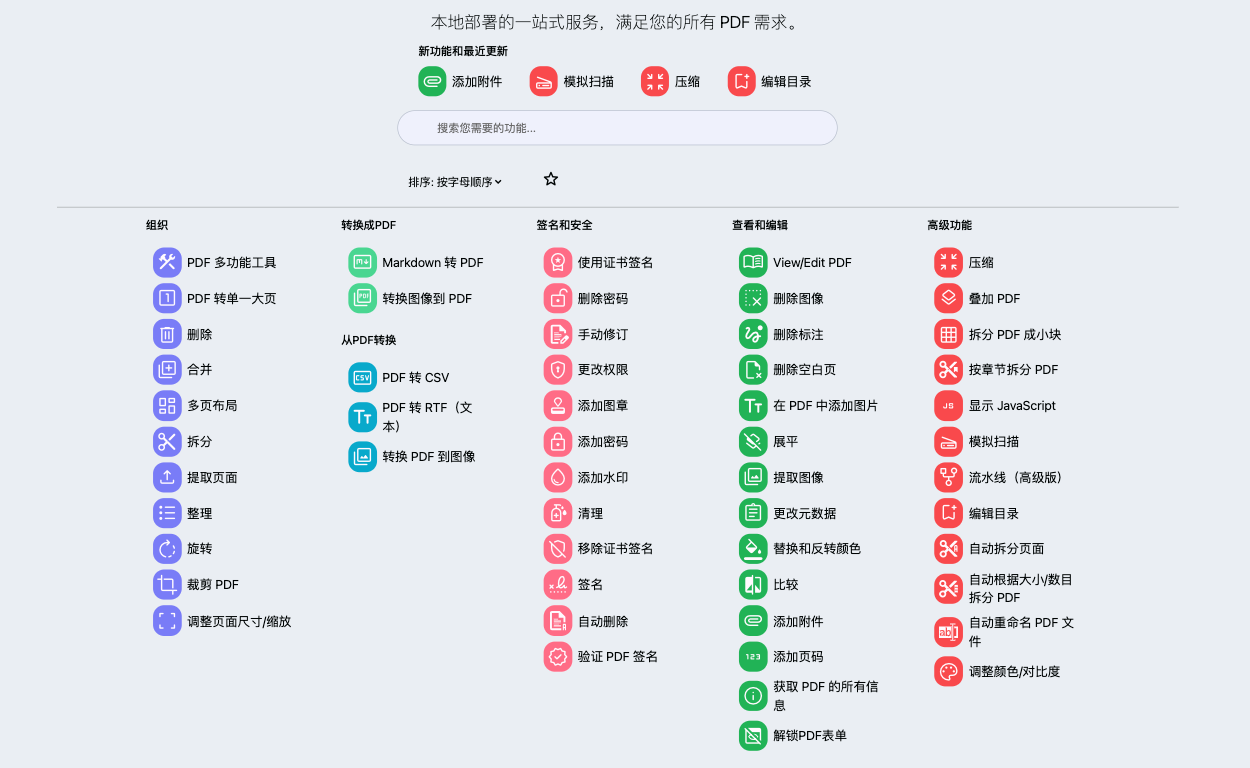 本地部署的一站式服务，满足您的所有 PDF 需求。
新功能和最近更新
添加附件
模拟扫描
压缩
编辑目录
搜索您需要的功能...
排序: 按字母顺序
组织
PDF 多功能工具
PDF 转单一大页
删除
合并
多页布局
拆分
提取页面
整理
旋转
裁剪 PDF
调整页面尺寸/缩放
转换成PDF
Markdown 转 PDF
转换图像到 PDF
从PDF转换
PDF 转 CSV
PDF 转 RTF（文
本）
转换 PDF 到图像
签名和安全
使用证书签名
删除密码
手动修订
更改权限
添加图章
添加密码
添加水印
清理
移除证书签名
签名
自动删除
验证 PDF 签名
查看和编辑
View/Edit PDF
删除图像
删除标注
删除空白页
在 PDF 中添加图片
展平
提取图像
更改元数据
替换和反转颜色
比较
添加附件
添加页码
获取 PDF 的所有信
息
解锁PDF表单
高级功能
压缩
叠加 PDF
拆分 PDF 成小块
按章节拆分 PDF
显示 JavaScript
模拟扫描
流水线（高级版）
编辑目录
自动拆分页面
自动根据大小/数目
拆分 PDF
自动重命名 PDF 文
件
调整颜色/对比度